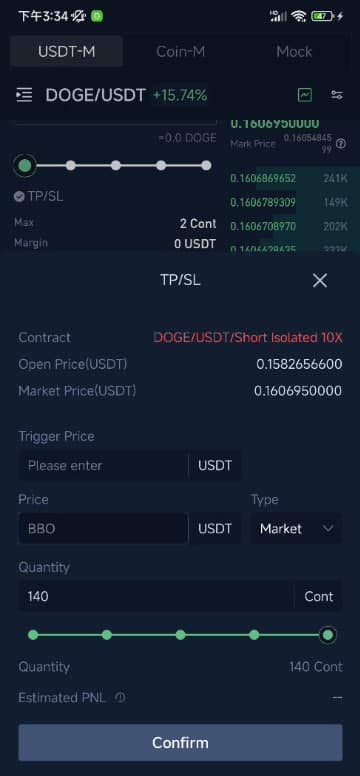 下午3:34
47
USDT-M Coin-M Mock
DOGE/USDT +15.74%
≈0.0 DOGE
0.1606950000
Mark Price 0.1605484599
TP/SL
0.1606869652 241K
0.1606789309 149K
Max 2 Cont
0.1606708970 202K
Margin 0 USDT
0.1606628635 332K
TP/SL
Contract DOGE/USDT/Short Isolated 10X
Open Price(USDT) 0.1582656600
Market Price(USDT) 0.1606950000
Trigger Price
Please enter USDT
Price Type
BBO USDT Market
Quantity
140 Cont
Quantity 140 Cont
Estimated PNL --
Confirm